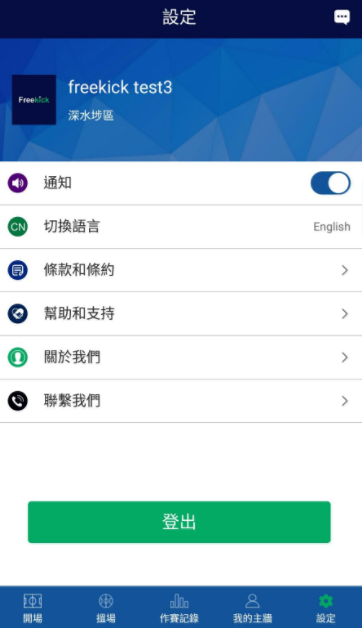 設定
Freekick
freekick test3
深水埗區
通知
CN 切換語言 English
條款和條約
幫助和支持
關於我們
聯繫我們
登出
開場 搵場 作賽記錄 我的主牆 設定